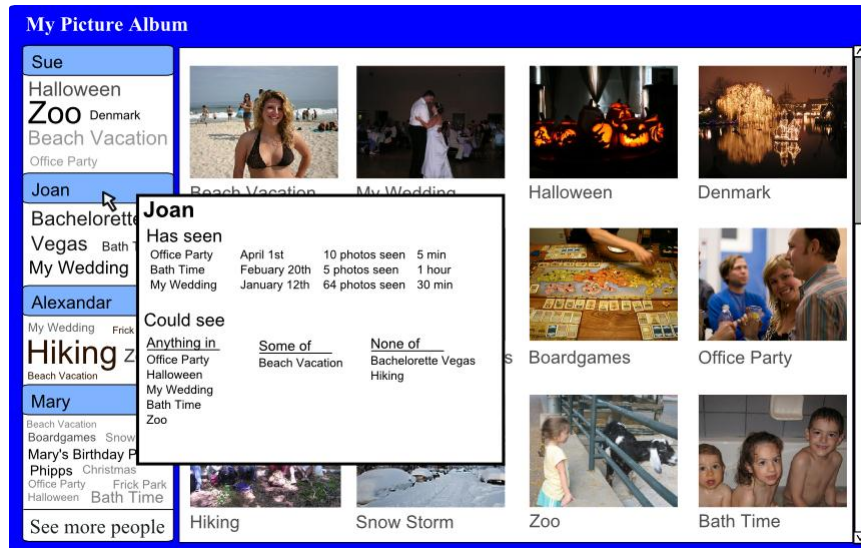 My Picture Album
Sue
Halloween
Zoo Denmark
Beach Vacation
Office Party
Joan
Bachelorette
Vegas Bath
My Wedding
Alexandar
My Wedding Frick
Hiking
Beach Vacation
Mary
Beach Vacation
Boardgames Snow
Mary's Birthday P
Phipps Christmas
Office Party Frick Park
Halloween Bath Time
See more people
Beach Vacation My Wedding Halloween Denmark
Joan
Has seen
Office Party April 1st 10 photos seen 5 min
Bath Time Febuary 20th 5 photos seen 1 hour
My Wedding January 12th 64 photos seen 30 min
Could see
Anything in Some of None of
Office Party Beach Vacation Bachelorette Vegas
Halloween Hiking
My Wedding
Bath Time
Zoo
s Boardgames Office Party
Hiking Snow Storm Zoo Bath Time